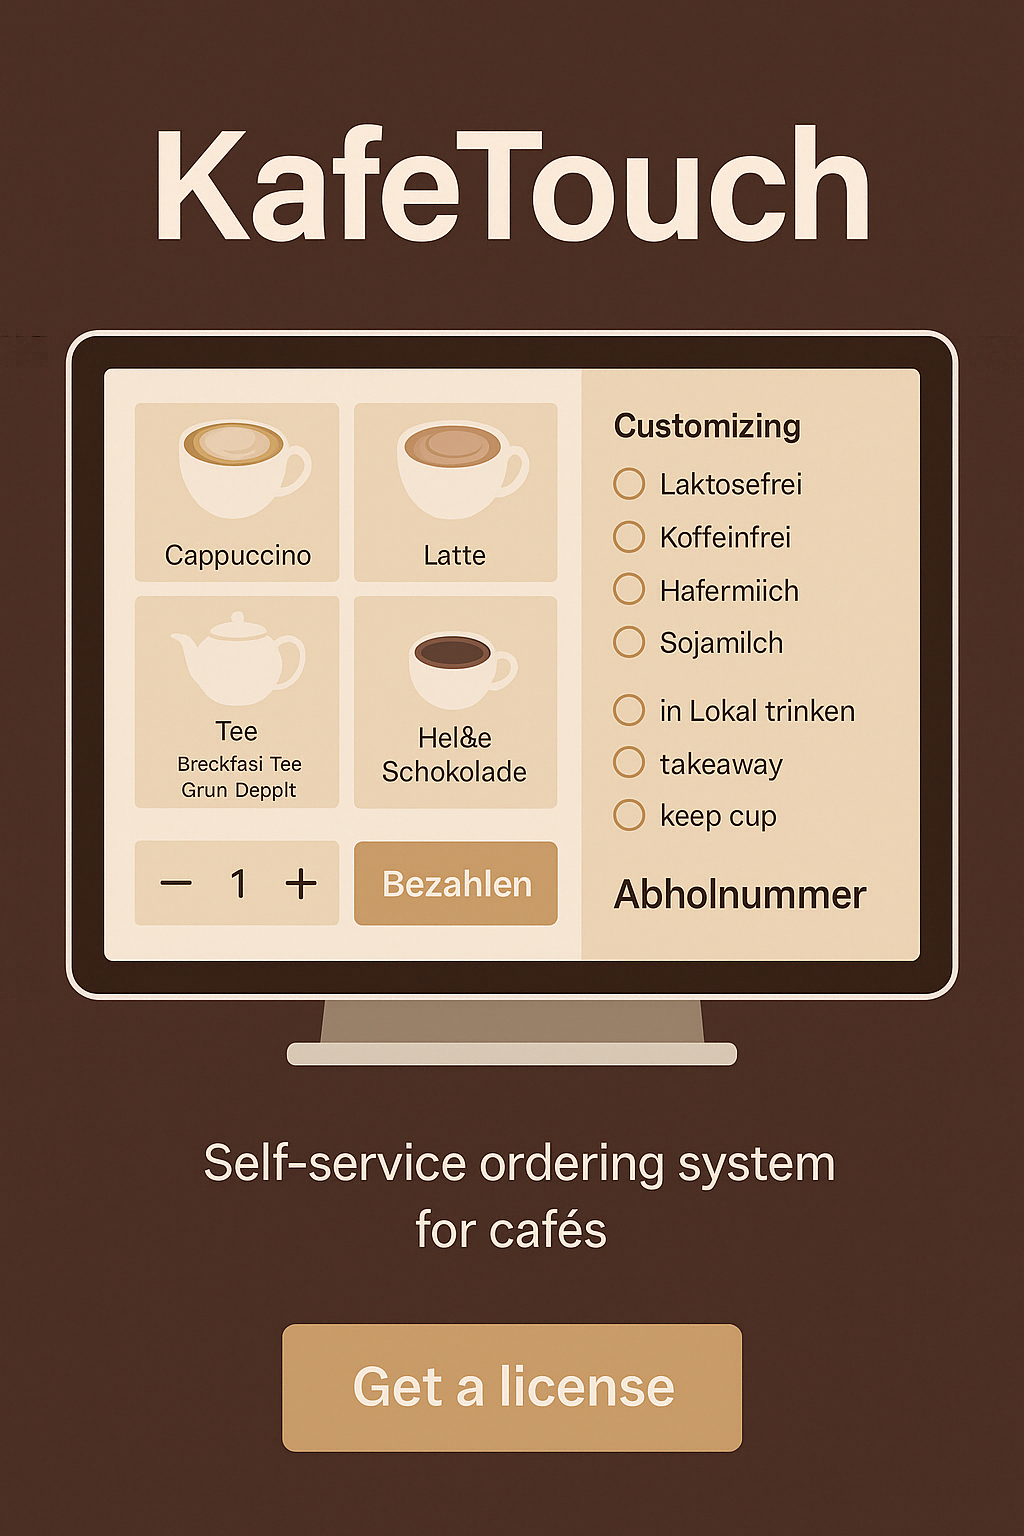 KafeTouch
Cappuccino
Latte
Tee
Breckfasi Tee
Grun Depplt
Hel&e
Schokolade
1
Bezahlen
Customizing
Laktosefrei
Koffeinfrei
Hafermiich
Sojamilch
in Lokal trinken
takeaway
keep cup
Abholnummer
Self-service ordering system
for cafés
Get a license